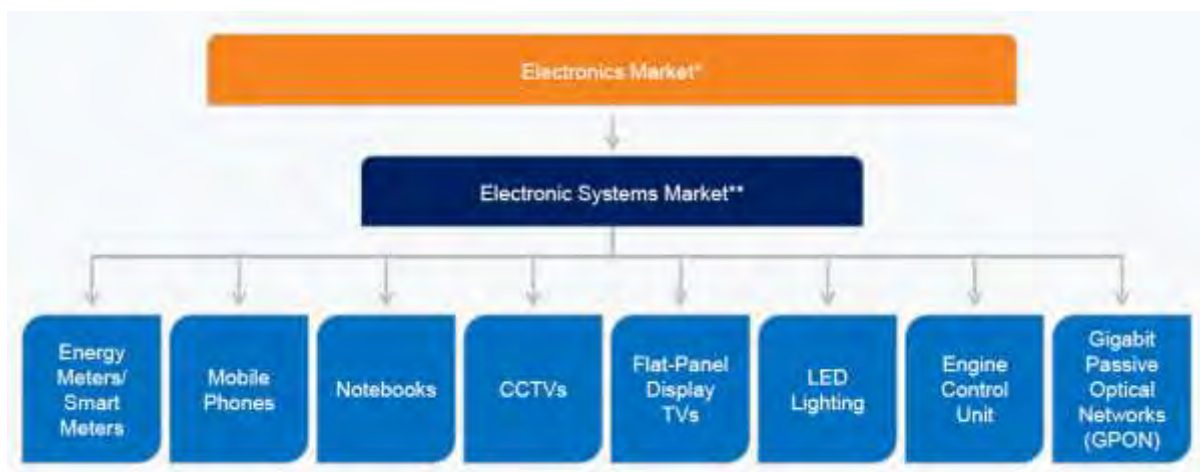 Electronics Market*
Electronic Systems Market**
Energy
Meters/
Smart
Meters
Mobile
Phones
Notebooks
CCTVs
Flat-Panel
Display
TVs
LED
Lighting
Engine
Control
Unit
Gigabit
Passive
Optical
Networks
(GPON)